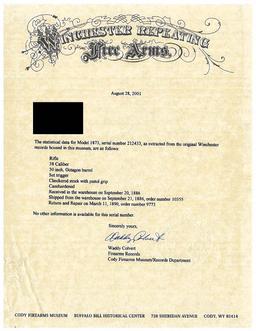 WINCHESTER REPEATING
Fire Arms.
August 28, 2001
The statistical data for Model 1873, serial number 212433, as extracted from the original Winchester
records housed in this museum, are as follows:
Rifle
38 Caliber
30 inch, Octagon barrel
Set trigger
Checkered stock with pistol grip
Casehardened
Received in the warehouse on September 20, 1886
Shipped from the warehouse on September 21, 1886, order number 10355
Return and Repair on March 11, 1890, order number 9773
No other information is available for this serial number.
Sincerely yours,
Waddy Colvert
Firearms Records
Cody Firearms Museum/Records Department
CODY FIREARMS MUSEUM BUFFALO BILL HISTORICAL CENTER 720 SHERIDAN AVENUE CODY, WY 82414